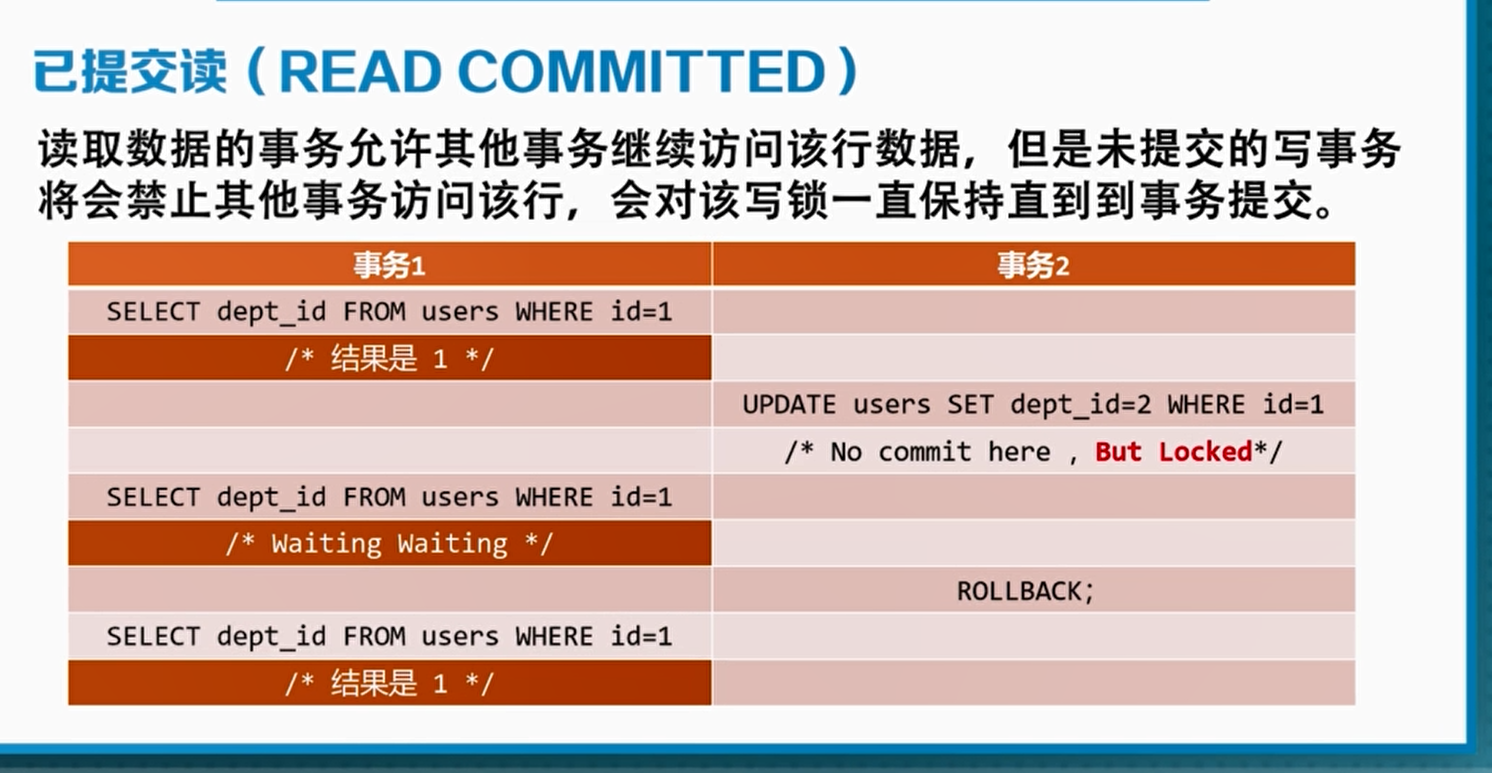 已提交读（READ COMMITTED）
读取数据的事务允许其他事务继续访问该行数据，但是未提交的写事务
将会禁止其他事务访问该行，会对该写锁一直保持直到到事务提交。
事务1 事务2
SELECT dept_id FROM users WHERE id=1
/* 结果是 1 */
UPDATE users SET dept_id=2 WHERE id=1
/* No commit here , But Locked*/
SELECT dept_id FROM users WHERE id=1
/* Waiting Waiting */
ROLLBACK;
SELECT dept_id FROM users WHERE id=1
/* 结果是 1 */